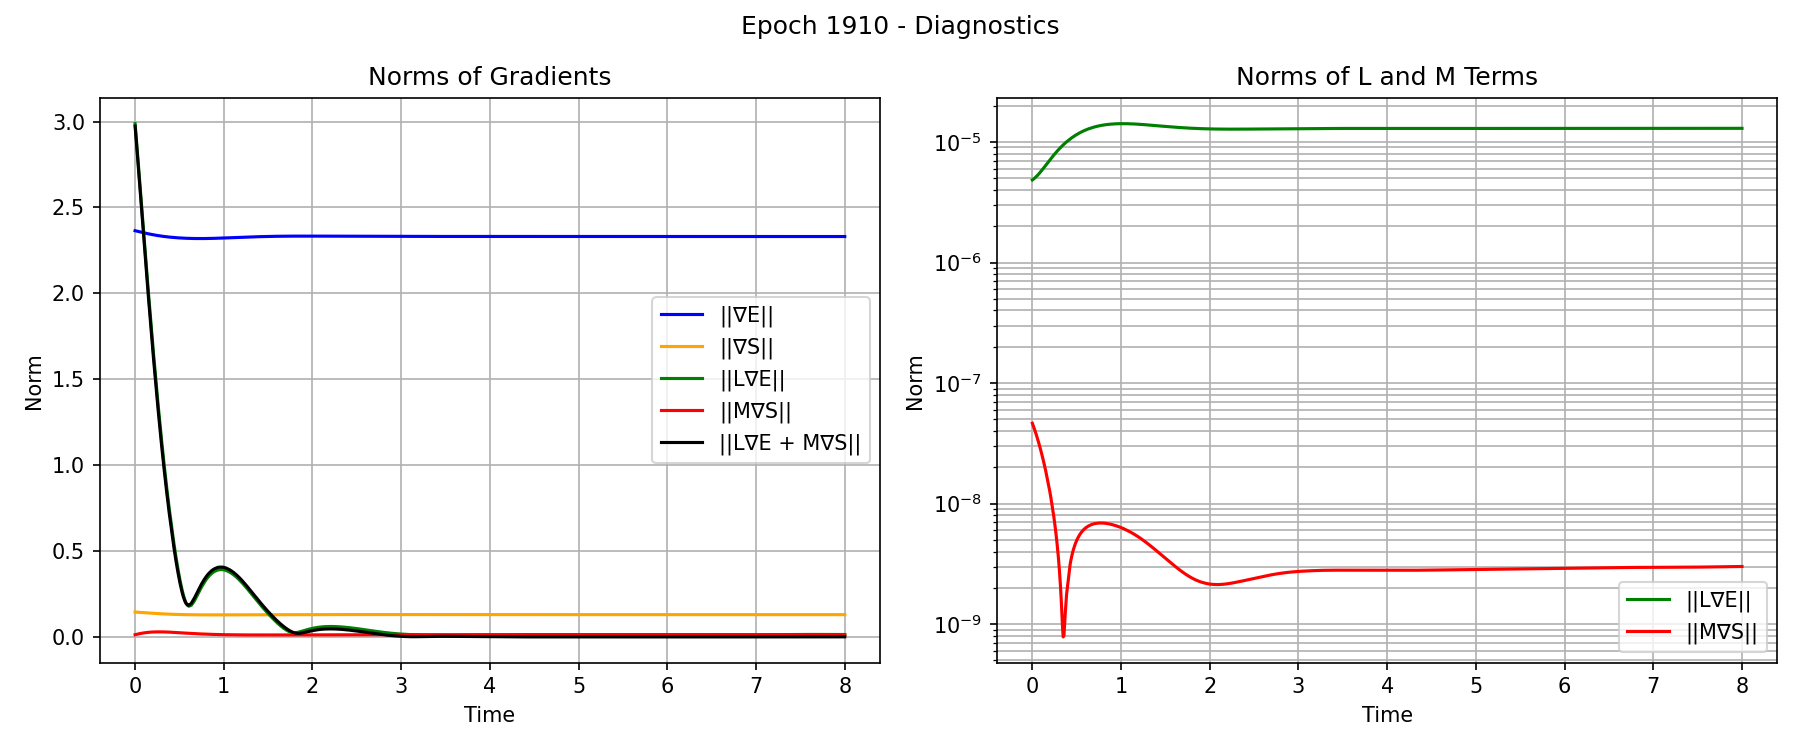 Epoch 1910 - Diagnostics
Norms of Gradients
3.0
2.5
2.0
1.5
1.0
0.5
0.0
Norm
0 1 2 3 4 5 6 7 8
Time
||∇E||
||∇S||
||L∇E||
||M∇S||
||L∇E + M∇S||
Norms of L and M Terms
10⁻⁵
10⁻⁶
10⁻⁷
10⁻⁸
10⁻⁹
Norm
0 1 2 3 4 5 6 7 8
Time
||L∇E||
||M∇S||